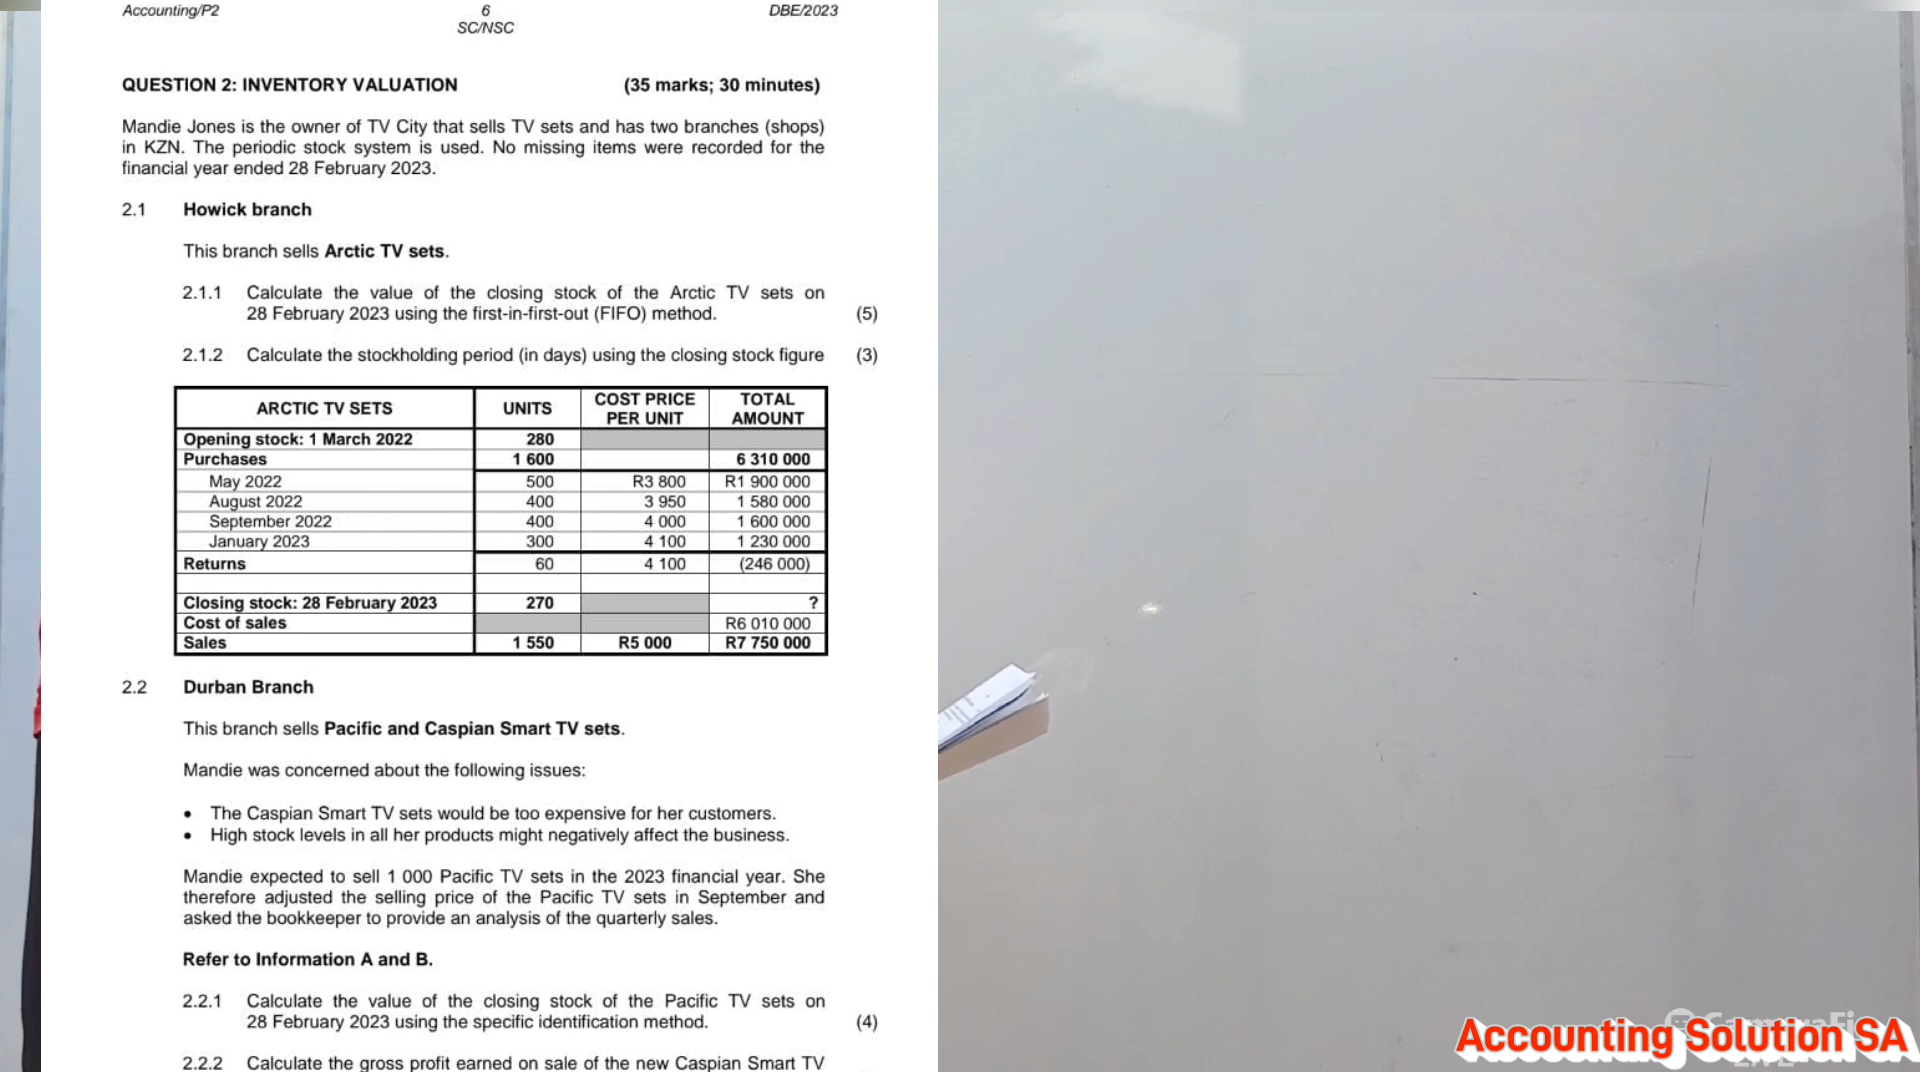 Accounting/P2 6 DBE/2023
SC/NSC
QUESTION 2: INVENTORY VALUATION (35 marks; 30 minutes)
Mandie Jones is the owner of TV City that sells TV sets and has two branches (shops)
in KZN. The periodic stock system is used. No missing items were recorded for the
financial year ended 28 February 2023.
2.1 Howick branch
This branch sells Arctic TV sets.
2.1.1 Calculate the value of the closing stock of the Arctic TV sets on
28 February 2023 using the first-in-first-out (FIFO) method. (5)
2.1.2 Calculate the stockholding period (in days) using the closing stock figure (3)
ARCTIC TV SETS UNITS COST PRICE PER UNIT TOTAL AMOUNT
Opening stock: 1 March 2022 280
Purchases 1 600 6 310 000
May 2022 500 R3 800 R1 900 000
August 2022 400 3 950 1 580 000
September 2022 400 4 000 1 600 000
January 2023 300 4 100 1 230 000
Returns 60 4 100 (246 000)
Closing stock: 28 February 2023 270 ?
Cost of sales R6 010 000
Sales 1 550 R5 000 R7 750 000
2.2 Durban Branch
This branch sells Pacific and Caspian Smart TV sets.
Mandie was concerned about the following issues:
• The Caspian Smart TV sets would be too expensive for her customers.
• High stock levels in all her products might negatively affect the business.
Mandie expected to sell 1 000 Pacific TV sets in the 2023 financial year. She
therefore adjusted the selling price of the Pacific TV sets in September and
asked the bookkeeper to provide an analysis of the quarterly sales.
Refer to Information A and B.
2.2.1 Calculate the value of the closing stock of the Pacific TV sets on
28 February 2023 using the specific identification method. (4)
2.2.2 Calculate the gross profit earned on sale of the new Caspian Smart TV
Accounting Solution SA